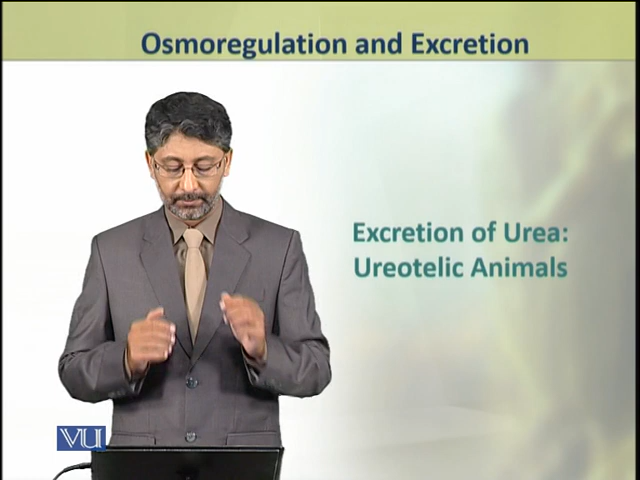 Osmoregulation and Excretion
Excretion of Urea:
Ureotelic Animals
VU